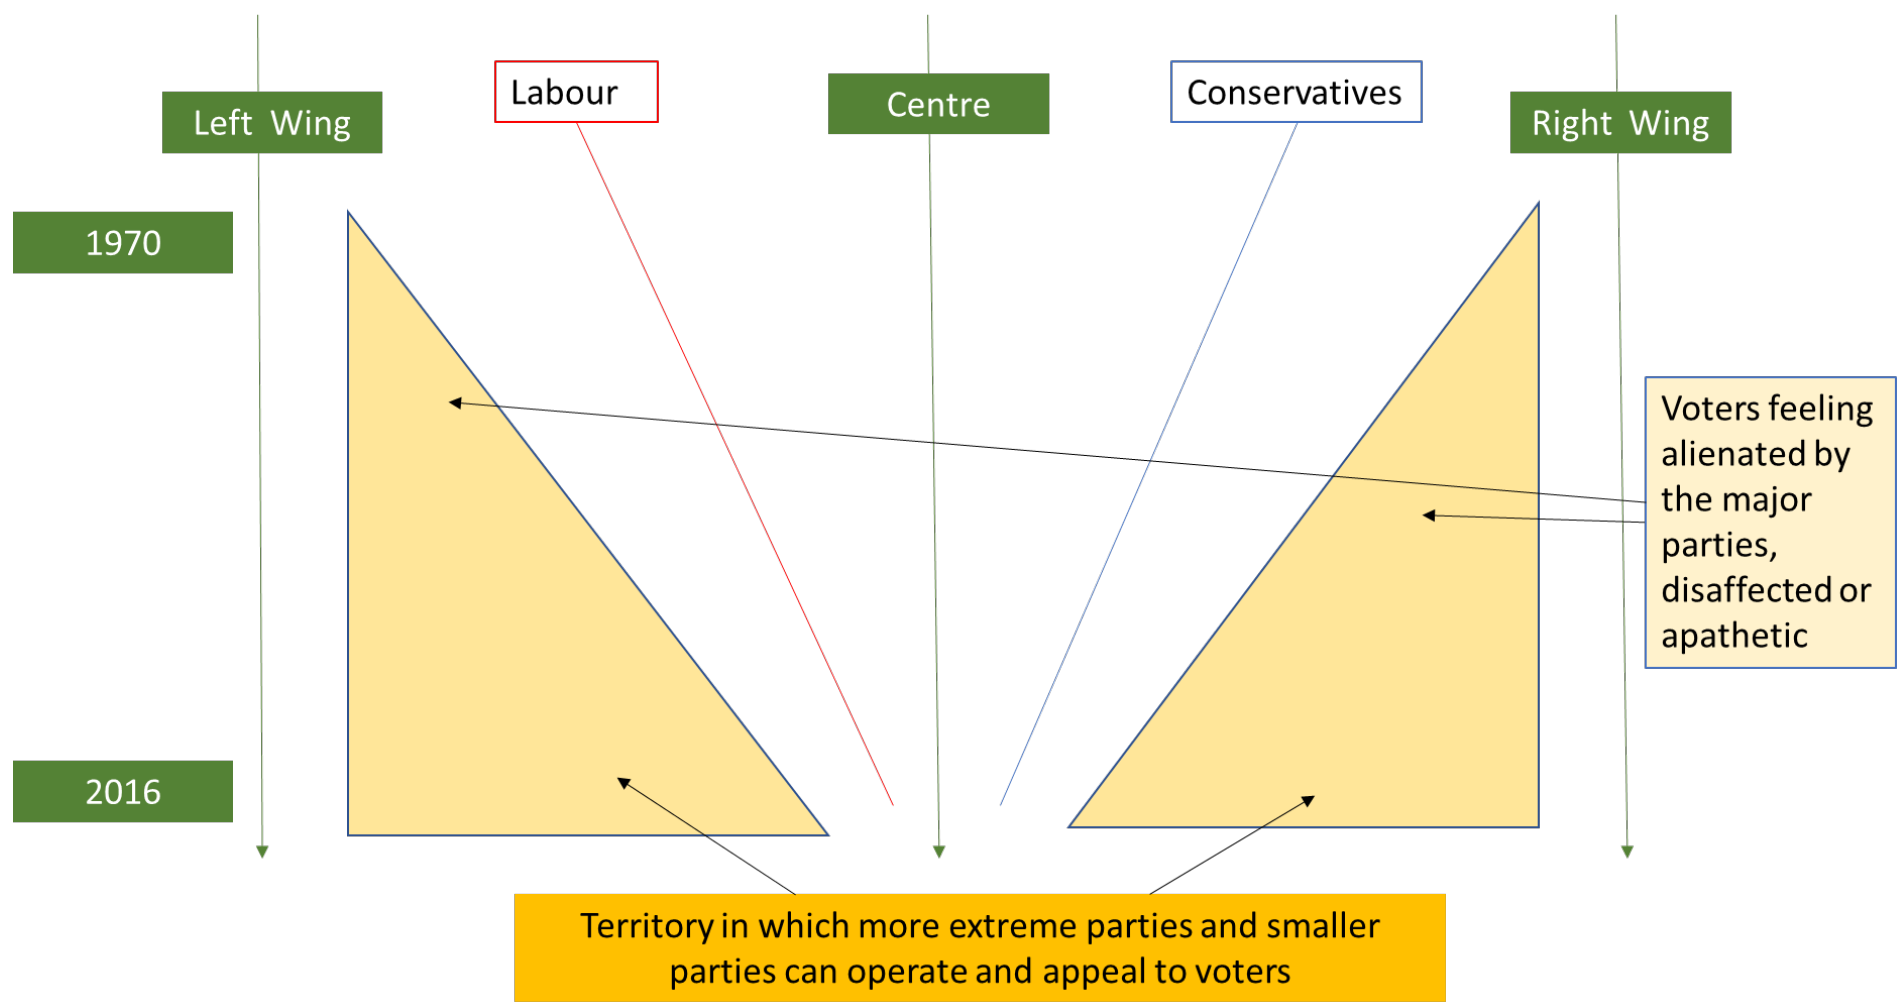 Labour
Centre
Conservatives
Left Wing
Right Wing
1970
Voters feeling
alienated by
the major
parties,
disaffected or
apathetic
2016
Territory in which more extreme parties and smaller
parties can operate and appeal to voters